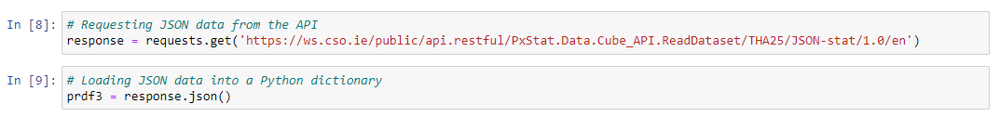 In [8]: # Requesting JSON data from the API
response = requests.get('https://ws.cso.ie/public/api.restful/PxStat.Data.Cube_API.ReadDataset/THA25/JSON-stat/1.0/en')
In [9]: # Loading JSON data into a Python dictionary
prdf3 = response.json()